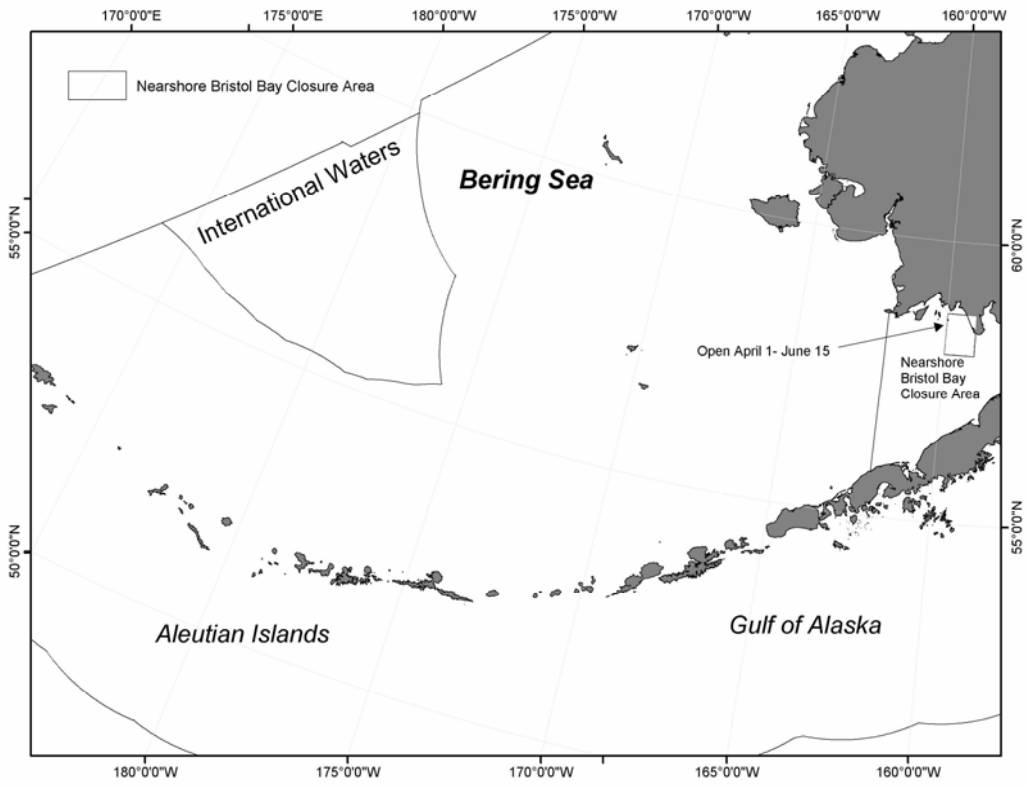 170°0'0"E 175°0'0"E 180°0'0"W 175°0'0"W 170°0'0"W 165°0'0"W 160°0'0"W
Nearshore Bristol Bay Closure Area
International Waters
Bering Sea
55°0'0"N
60°0'0"N
Open April 1- June 15
Nearshore
Bristol Bay
Closure Area
50°0'0"N
55°0'0"N
Aleutian Islands
Gulf of Alaska
180°0'0"W 175°0'0"W 170°0'0"W 165°0'0"W 160°0'0"W